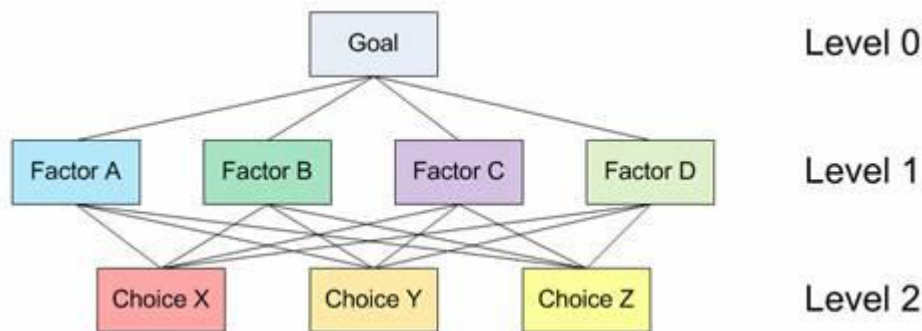 Goal
Level 0
Factor A
Factor B
Factor C
Factor D
Level 1
Choice X
Choice Y
Choice Z
Level 2